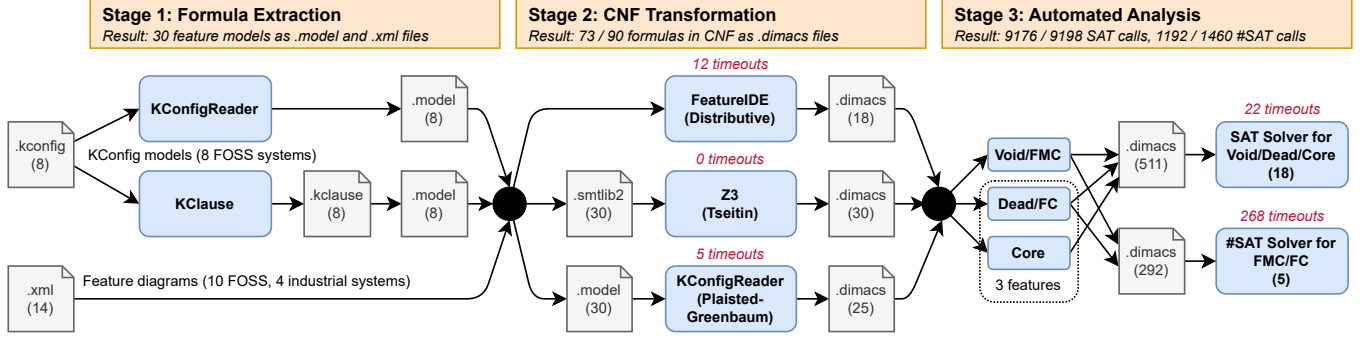 Stage 1: Formula Extraction
Result: 30 feature models as .model and .xml files
Stage 2: CNF Transformation
Result: 73 / 90 formulas in CNF as .dimacs files
Stage 3: Automated Analysis
Result: 9176 / 9198 SAT calls, 1192 / 1460 #SAT calls
.kconfig
(8)
KConfigReader
.model
(8)
KConfig models (8 FOSS systems)
KClause
.kclause
(8)
.model
(8)
.xml
(14)
Feature diagrams (10 FOSS, 4 industrial systems)
12 timeouts
FeatureIDE
(Distributive)
.dimacs
(18)
.smtlib2
(30)
0 timeouts
Z3
(Tseitin)
.dimacs
(30)
.model
(30)
5 timeouts
KConfigReader
(Plaisted-
Greenbaum)
.dimacs
(25)
Void/FMC
Dead/FC
Core
3 features
.dimacs
(511)
22 timeouts
SAT Solver for
Void/Dead/Core
(18)
.dimacs
(292)
268 timeouts
#SAT Solver for
FMC/FC
(5)